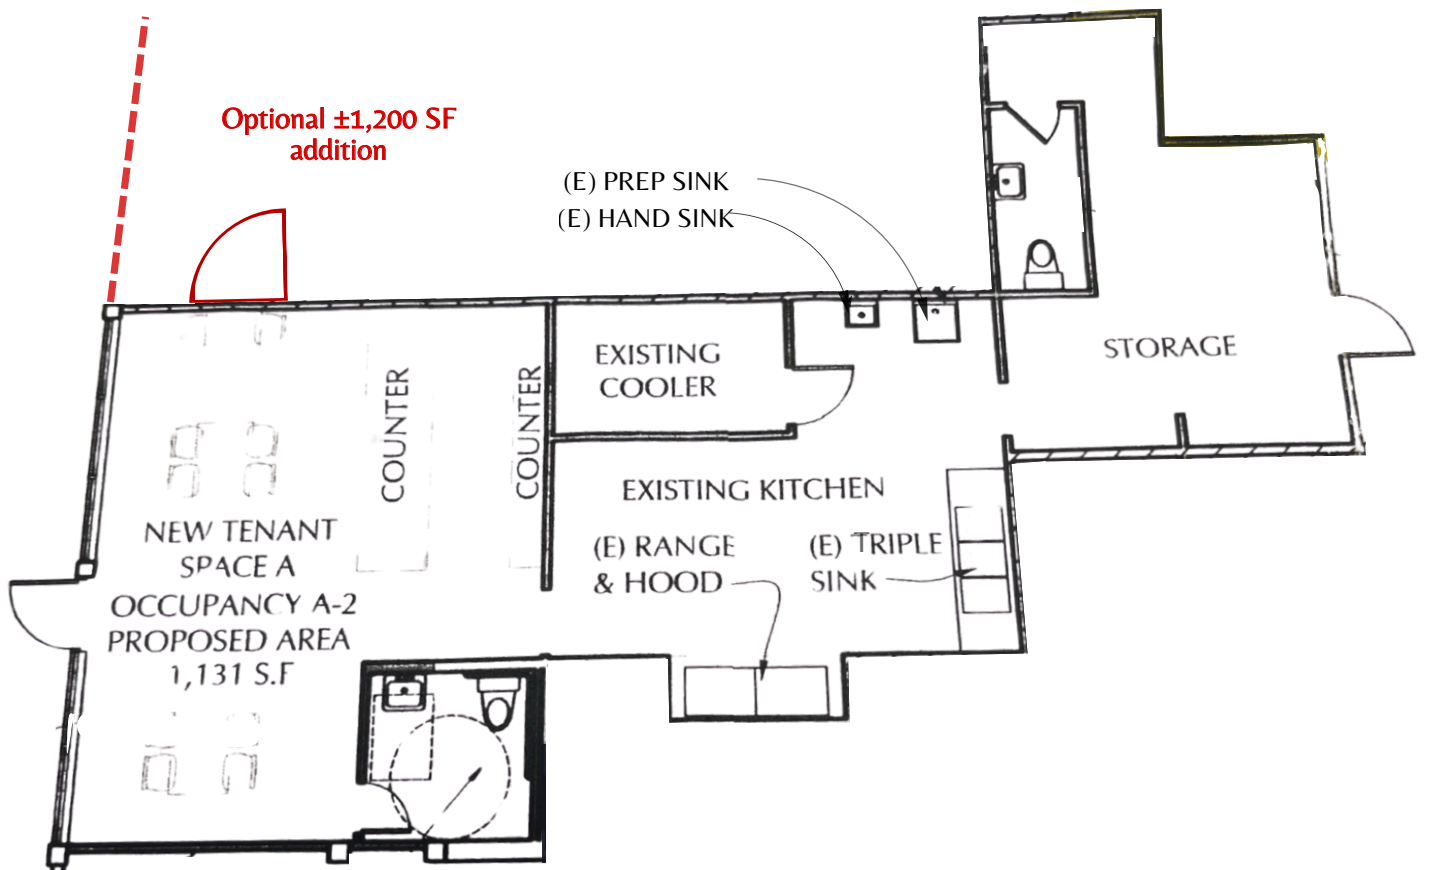 Optional ±1,200 SF
addition
(E) PREP SINK
(E) HAND SINK
EXISTING
COOLER
STORAGE
COUNTER
COUNTER
EXISTING KITCHEN
(E) RANGE
& HOOD
(E) TRIPLE
SINK
NEW TENANT
SPACE A
OCCUPANCY A-2
PROPOSED AREA
1,131 S.F